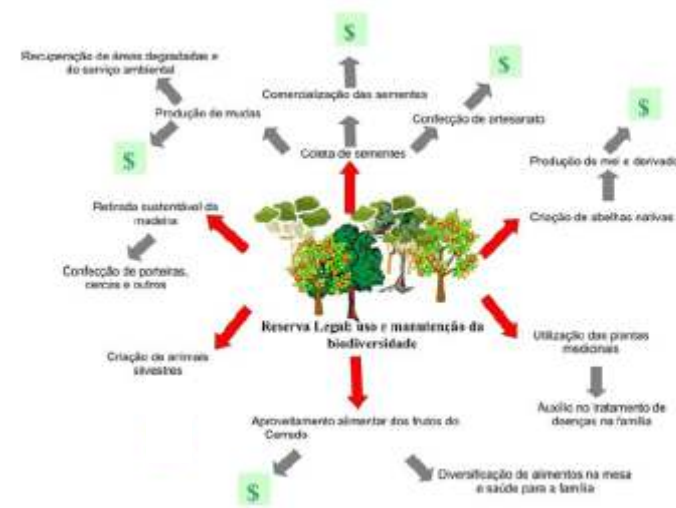 $
$
Recuperação de áreas degradadas e
do serviço ambiental
Comercialização das sementes
$
Produção de mudas
Confecção de artesanato
$
Coleta de sementes
Produção de mel e derivado
Retirada sustentável da
madeira
Criação de abelhas nativas
Confecção de porteiras,
cercas e outros
Reserva Legal: uso e manutenção da
biodiversidade
Utilização das plantas
medicinais
Criação de animais
silvestres
Auxílio no tratamento de
doenças na família
Aproveitamento alimentar dos frutos do
Cerrado
$
Diversificação de alimentos na mesa
e saúde para a família